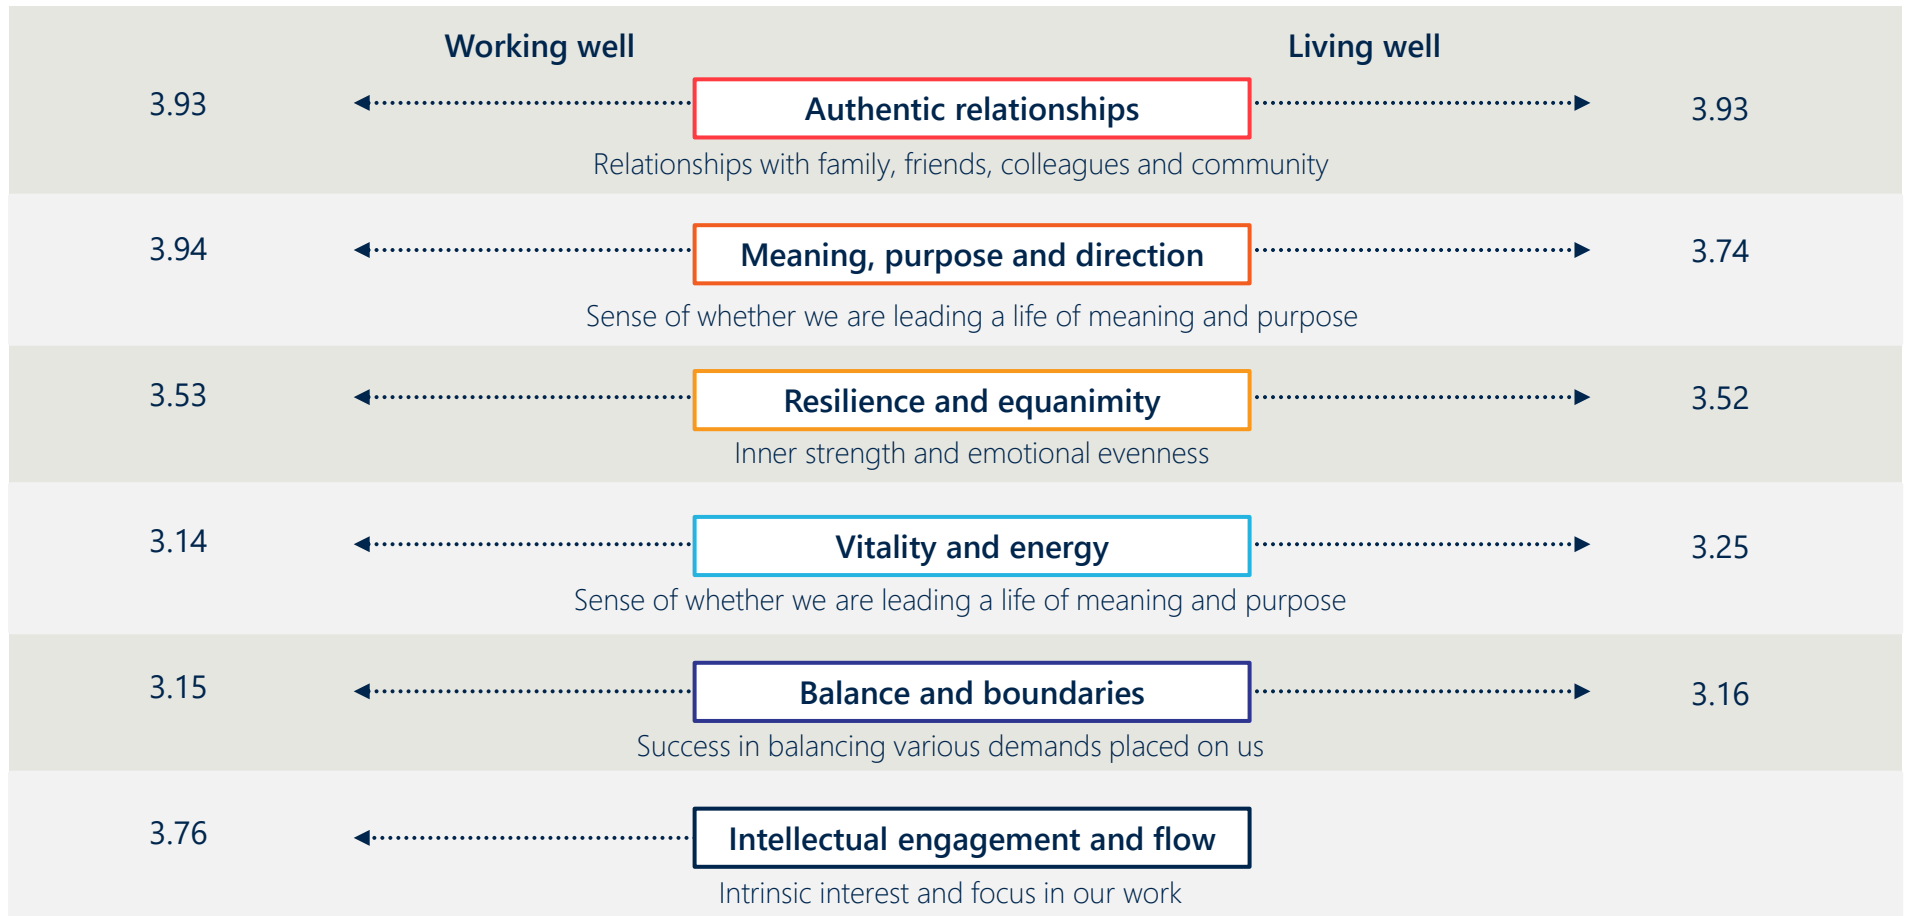 Working well Living well
3.93 Authentic relationships 3.93
Relationships with family, friends, colleagues and community
3.94 Meaning, purpose and direction 3.74
Sense of whether we are leading a life of meaning and purpose
3.53 Resilience and equanimity 3.52
Inner strength and emotional evenness
3.14 Vitality and energy 3.25
Sense of whether we are leading a life of meaning and purpose
3.15 Balance and boundaries 3.16
Success in balancing various demands placed on us
3.76 Intellectual engagement and flow
Intrinsic interest and focus in our work